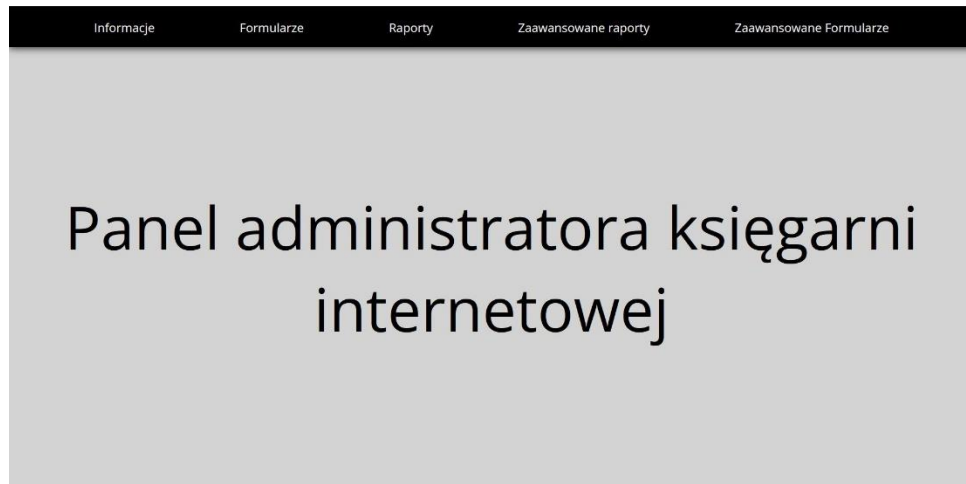 Informacje Formularze Raporty Zaawansowane raporty Zaawansowane Formularze
Panel administratora księgarni
internetowej